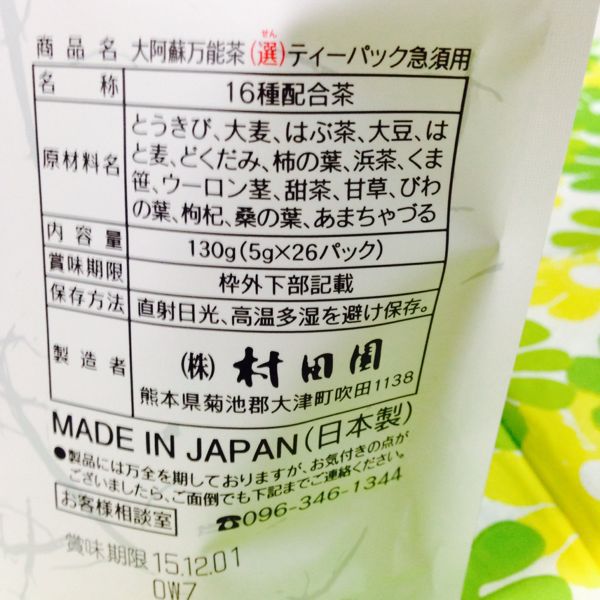 商品名 大阿蘇万能茶(選)ティーパック急須用
せん
名称 16種配合茶
原材料名 とうきび、大麦、はぶ茶、大豆、は
と麦、どくだみ、柿の葉、浜茶、くま
笹、ウーロン茎、甜茶、甘草、びわ
の葉、枸杞、桑の葉、あまちゃづる
内容量 130g(5g×26パック)
賞味期限 枠外下部記載
保存方法 直射日光、高温多湿を避け保存。
製造者 (株)村田園
熊本県菊池郡大津町吹田1138
MADE IN JAPAN(日本製)
●製品には万全を期しておりますが、お気付きの点が
ございましたら、ご面倒でも下記までご連絡ください。
お客様相談室 ☎096-346-1344
賞味期限 15.12.01
OW7